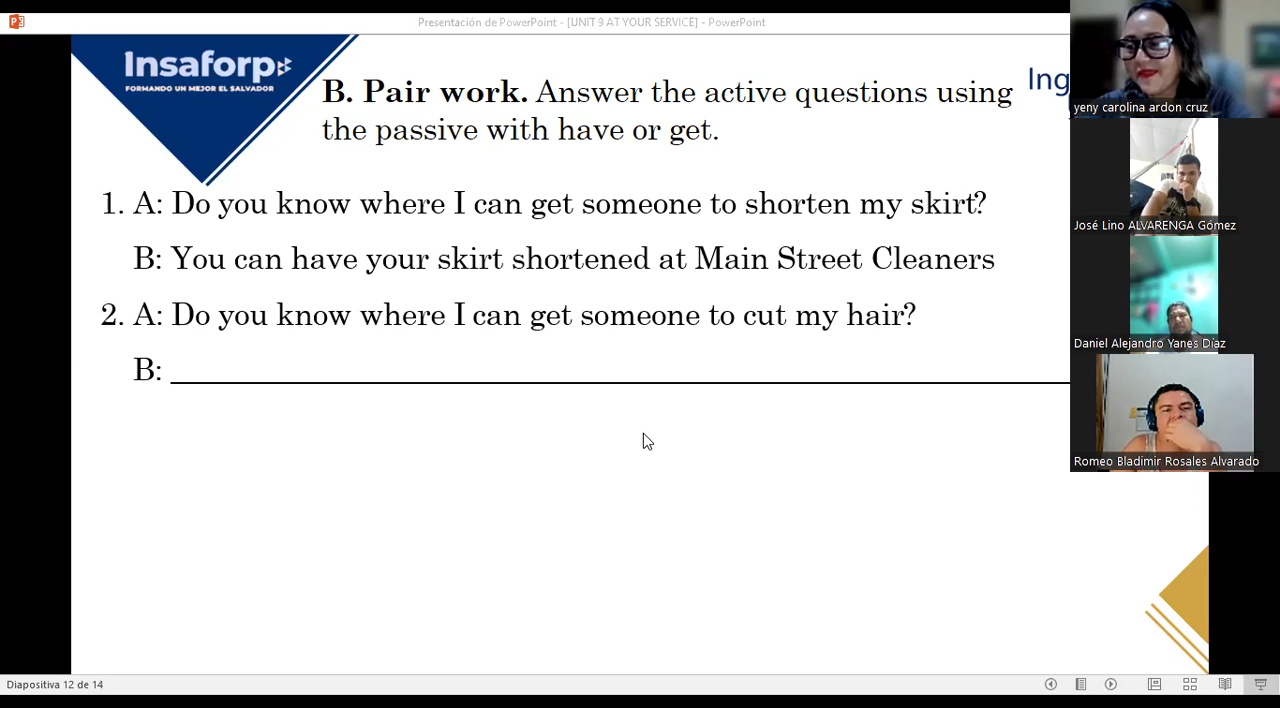 Presentación de PowerPoint - [UNIT 9 AT YOUR SERVICE] - PowerPoint
Insaforp
FORMANDO UN MEJOR EL SALVADOR
B. Pair work. Answer the active questions using
the passive with have or get.
Ing
1. A: Do you know where I can get someone to shorten my skirt?
B: You can have your skirt shortened at Main Street Cleaners
2. A: Do you know where I can get someone to cut my hair?
B:
yeny carolina ardon cruz
José Lino ALVARENGA Gómez
Daniel Alejandro Yanes Díaz
Romeo Bladimir Rosales Alvarado
Diapositiva 12 de 14